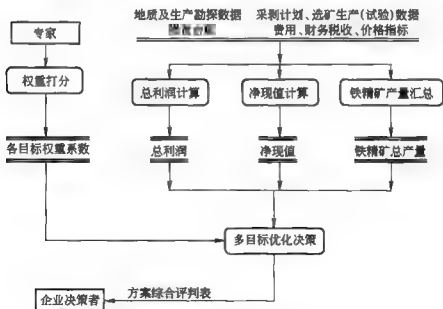 专家
权重打分
各目标权重系数
地质及生产勘探数据
采剥计划、选矿生产(试验)数据
费用、财务税收、价格指标
总利润计算
净现值计算
铁精矿产量汇总
总利润
净现值
铁精矿总产量
多目标优化决策
方案综合评判表
企业决策者